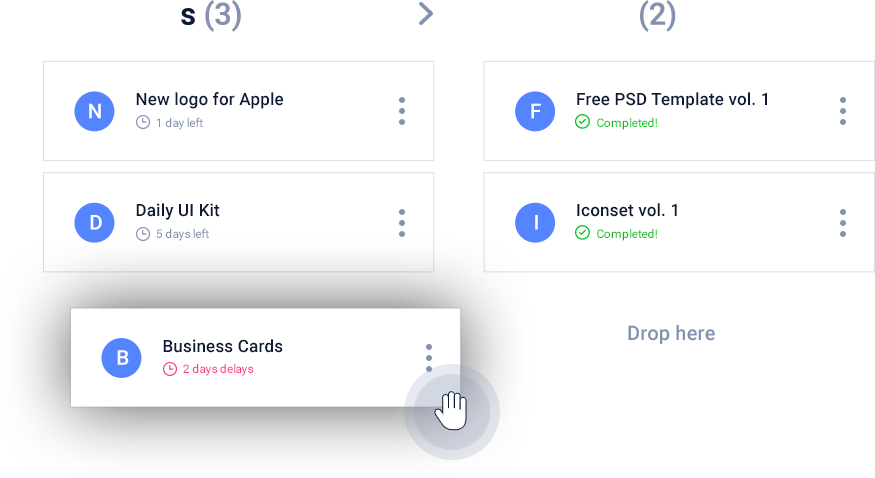 s (3)
(2)
N
New logo for Apple
1 day left
D
Daily UI Kit
5 days left
B
Business Cards
2 days delays
F
Free PSD Template vol. 1
Completed!
I
Iconset vol. 1
Completed!
Drop here